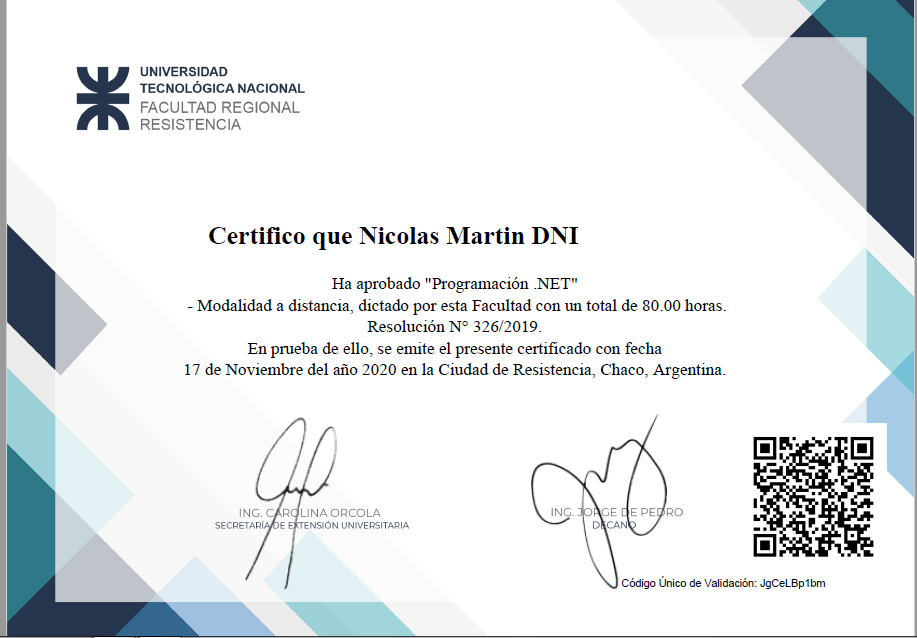 UNIVERSIDAD
TECNOLÓGICA NACIONAL
FACULTAD REGIONAL
RESISTENCIA
Certifico que Nicolas Martin DNI
Ha aprobado "Programación .NET"
- Modalidad a distancia, dictado por esta Facultad con un total de 80.00 horas.
Resolución N° 326/2019.
En prueba de ello, se emite el presente certificado con fecha
17 de Noviembre del año 2020 en la Ciudad de Resistencia, Chaco, Argentina.
ING. CAROLINA ORCOLA
SECRETARÍA DE EXTENSIÓN UNIVERSITARIA
ING. JORGE DE PEDRO
DECANO
Código Único de Validación: JgCeLBp1bm